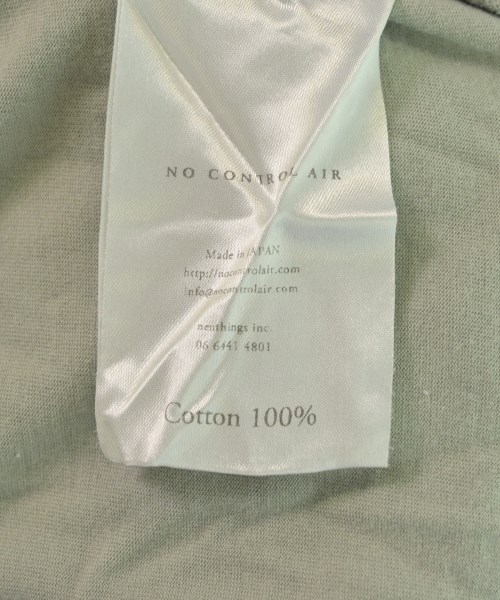 NO CONTROL AIR
Made in JAPAN
http://nocontrolair.com
info@nocontrolair.com
nenthings inc.
06 6441 4801
Cotton 100%